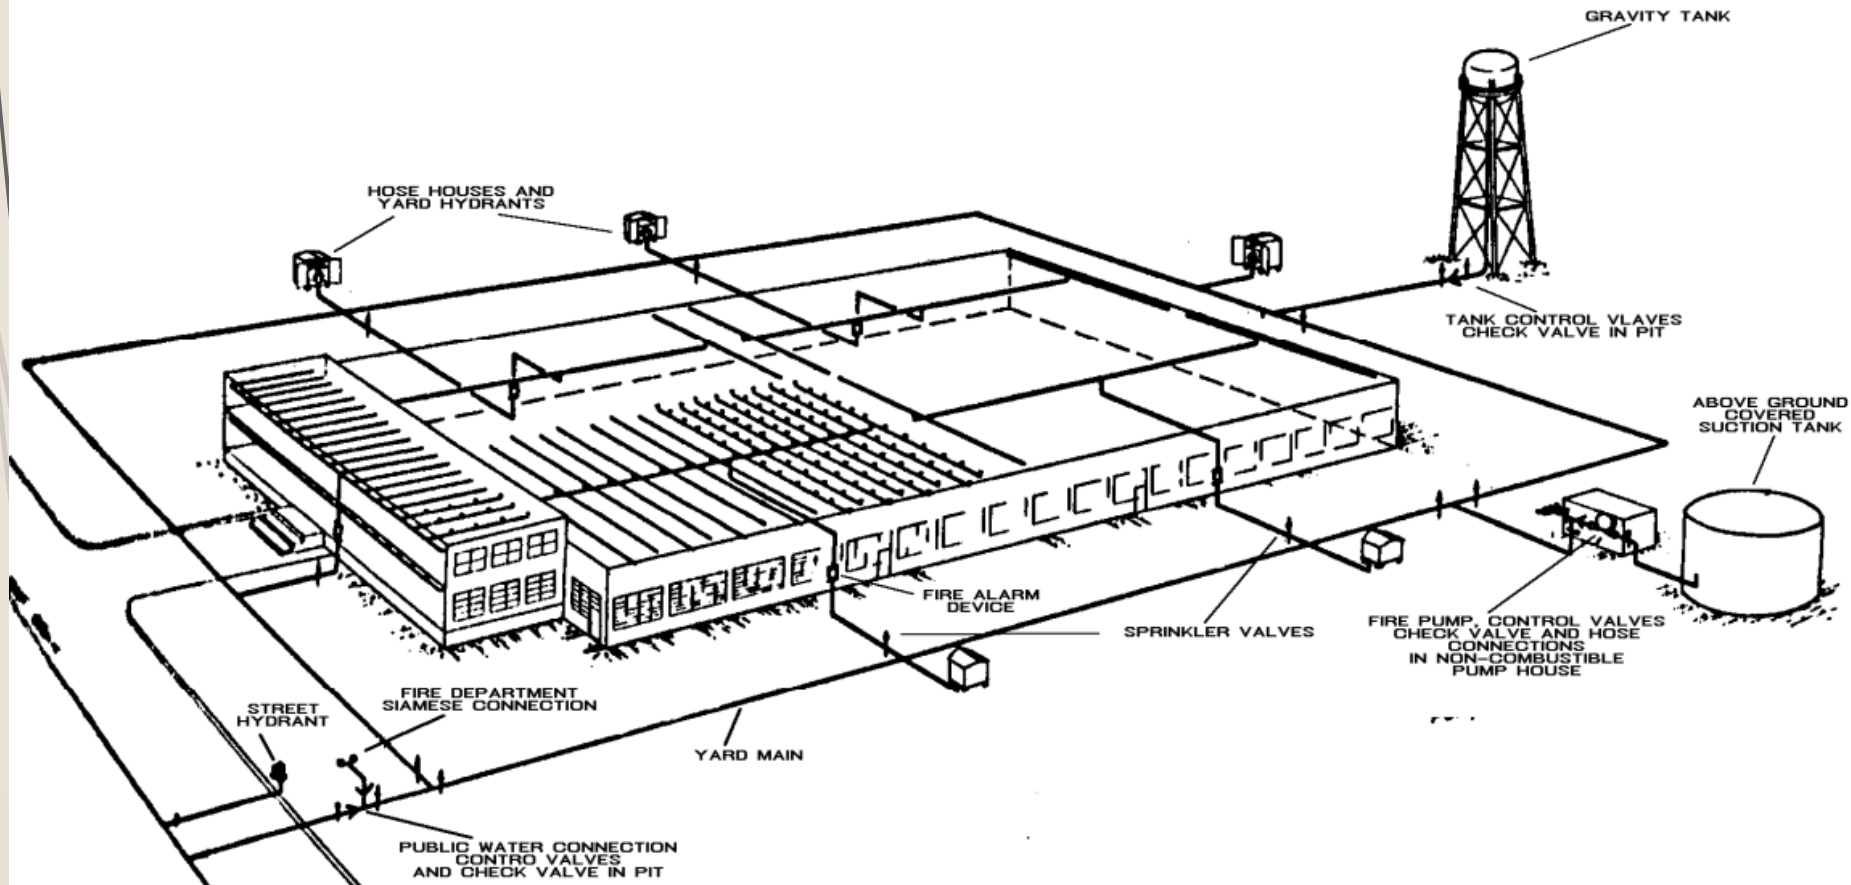 GRAVITY TANK
HOSE HOUSES AND
YARD HYDRANTS
TANK CONTROL VLAVES
CHECK VALVE IN PIT
ABOVE GROUND
COVERED
SUCTION TANK
FIRE ALARM
DEVICE
SPRINKLER VALVES
FIRE PUMP, CONTROL VALVES
CHECK VALVE AND HOSE
CONNECTIONS
IN NON-COMBUSTIBLE
PUMP HOUSE
FIRE DEPARTMENT
SIAMESE CONNECTION
STREET
HYDRANT
YARD MAIN
PUBLIC WATER CONNECTION
CONTRO VALVES
AND CHECK VALVE IN PIT